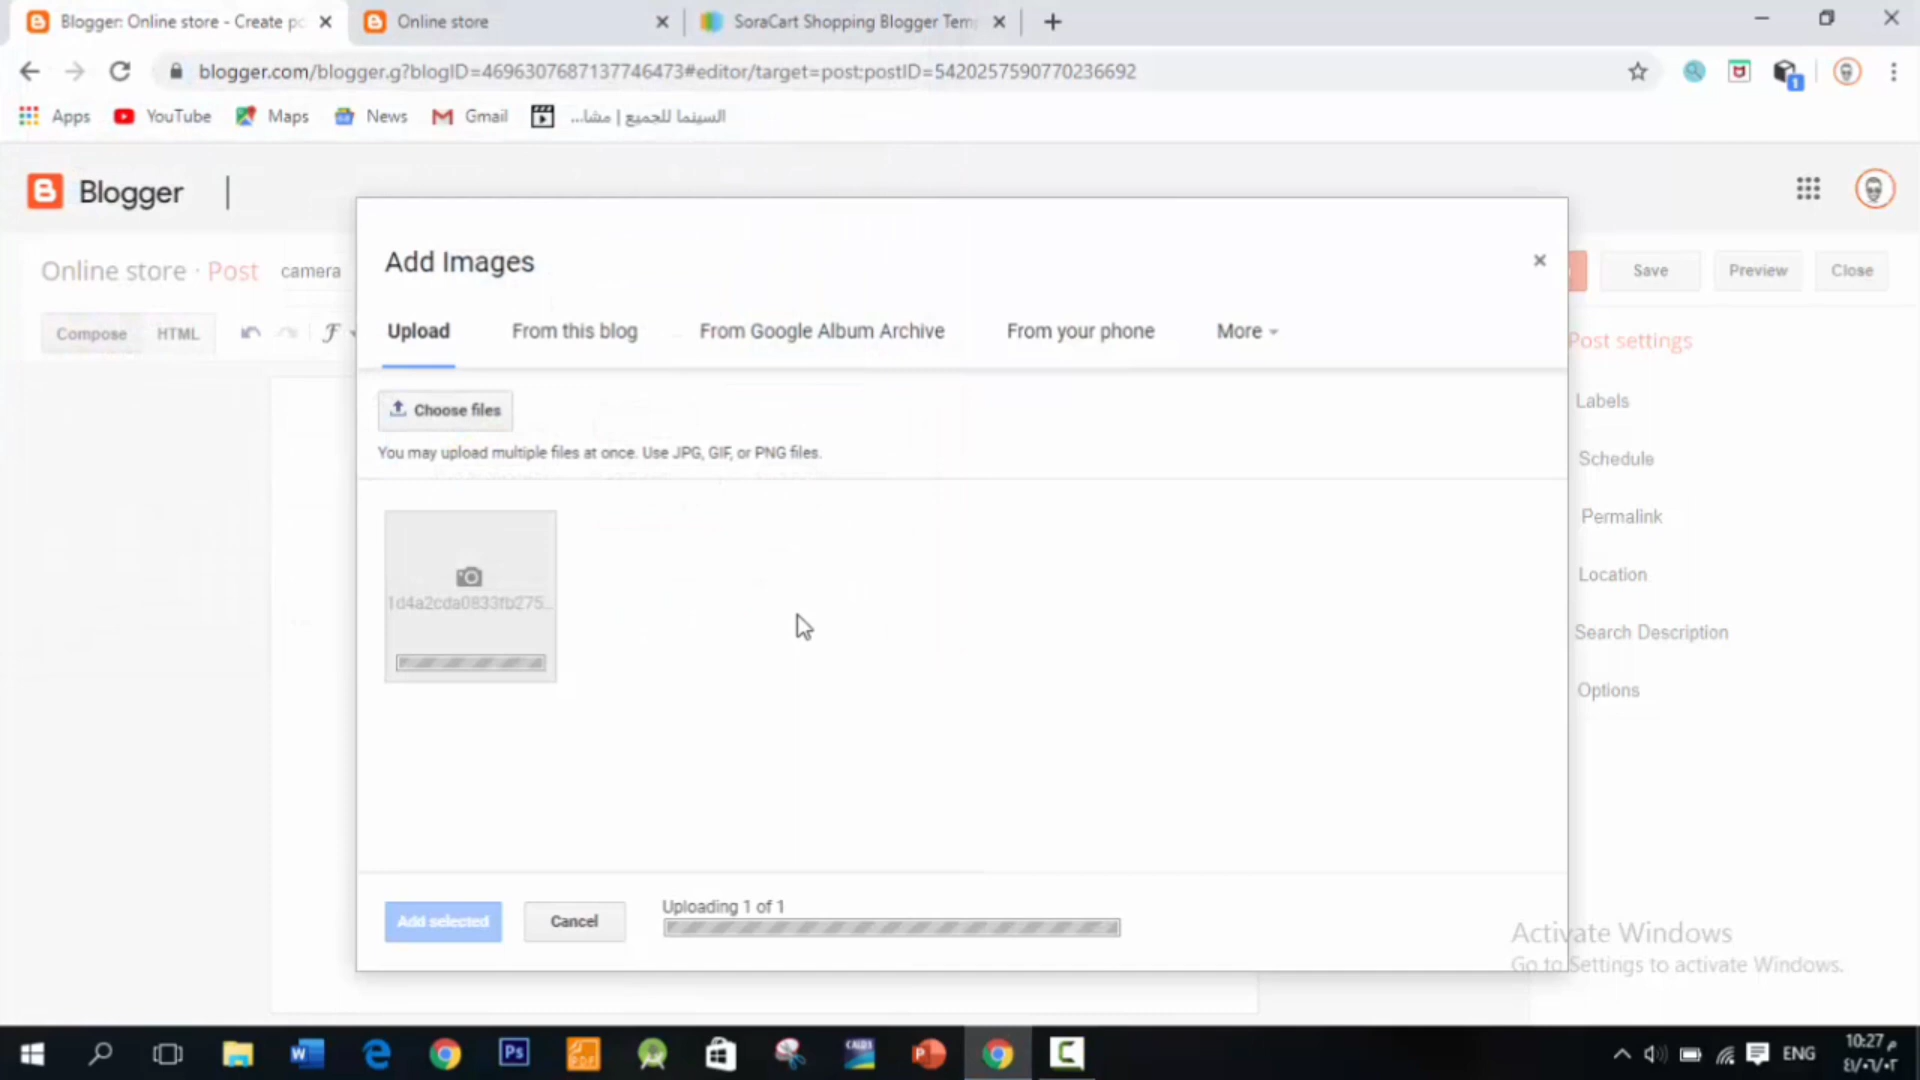 Blogger: Online store - Create po
Online store
SoraCart Shopping Blogger Tem
blogger.com/blogger.g?blogID=4696307687137746473#editor/target=post;postID=5420257590770236692
Apps
YouTube
Maps
News
Gmail
السينما للجميع | مشا...
Blogger
Online store · Post
camera
Save
Preview
Close
Compose
HTML
Add Images
Upload
From this blog
From Google Album Archive
From your phone
More
Choose files
You may upload multiple files at once. Use JPG, GIF, or PNG files.
1d4a2cda0833fb275...
Add selected
Cancel
Uploading 1 of 1
Post settings
Labels
Schedule
Permalink
Location
Search Description
Options
Activate Windows
Go to Settings to activate Windows.
Ps
PDF
ENG
10:27 م